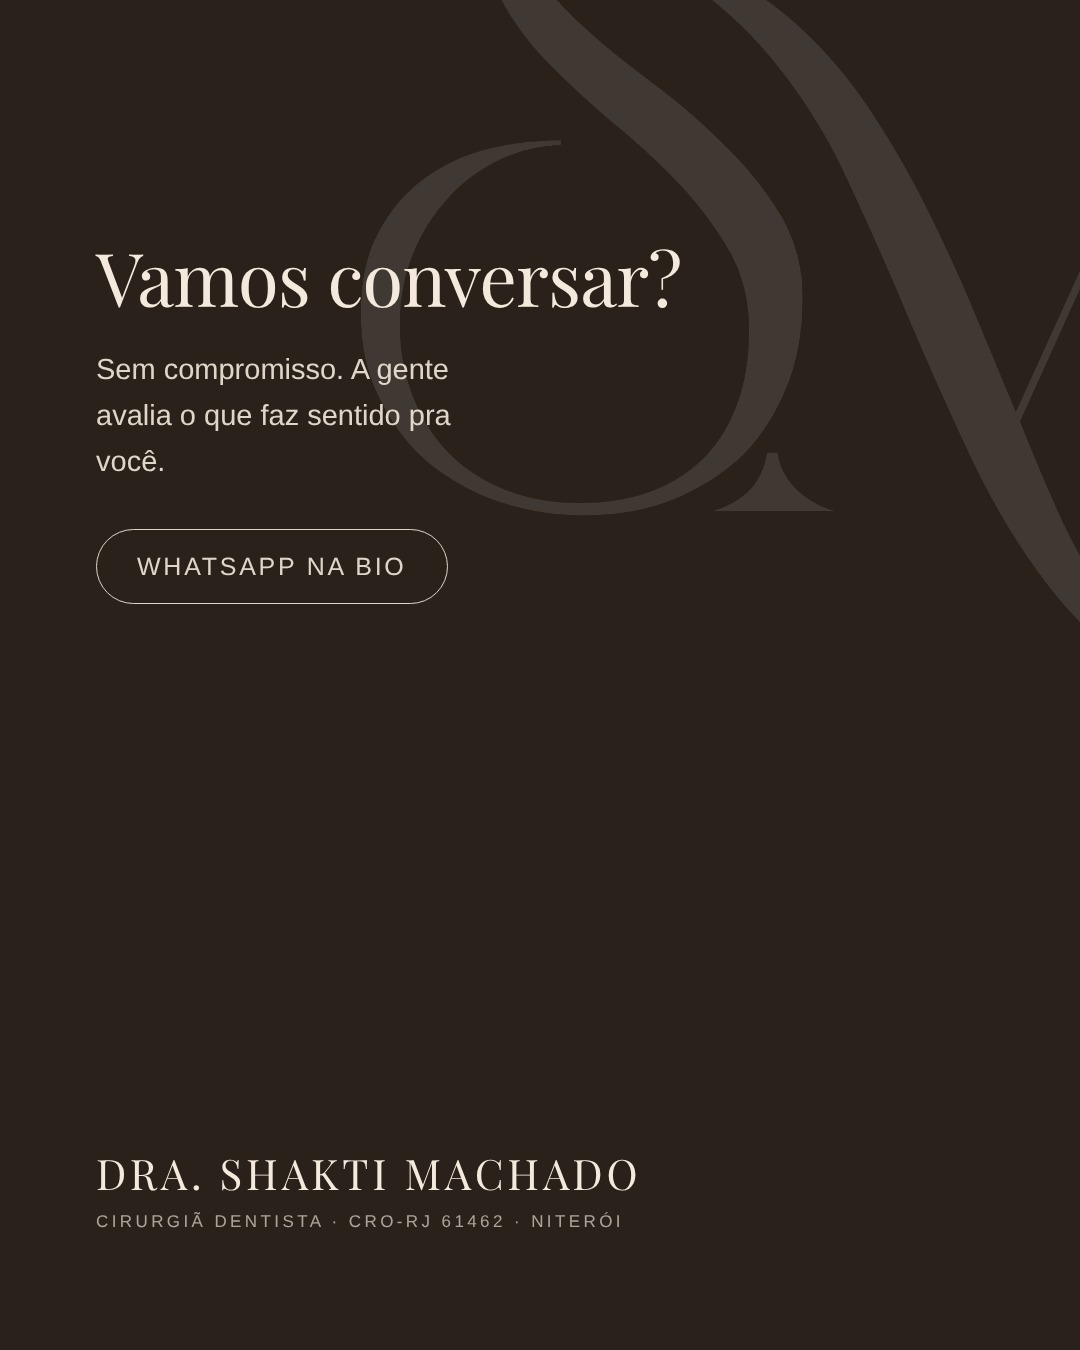 Vamos conversar?
Sem compromisso. A gente
avalia o que faz sentido pra
você.
WHATSAPP NA BIO
DRA. SHAKTI MACHADO
CIRURGIÃ DENTISTA · CRO-RJ 61462 · NITERÓI